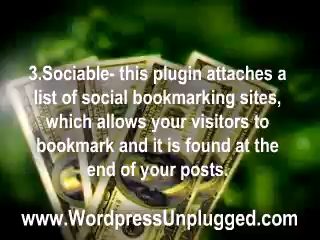 3.Sociable- this plugin attaches a
list of social bookmarking sites,
which allows your visitors to
bookmark and it is found at the
end of your posts.
www.WordpressUnplugged.com